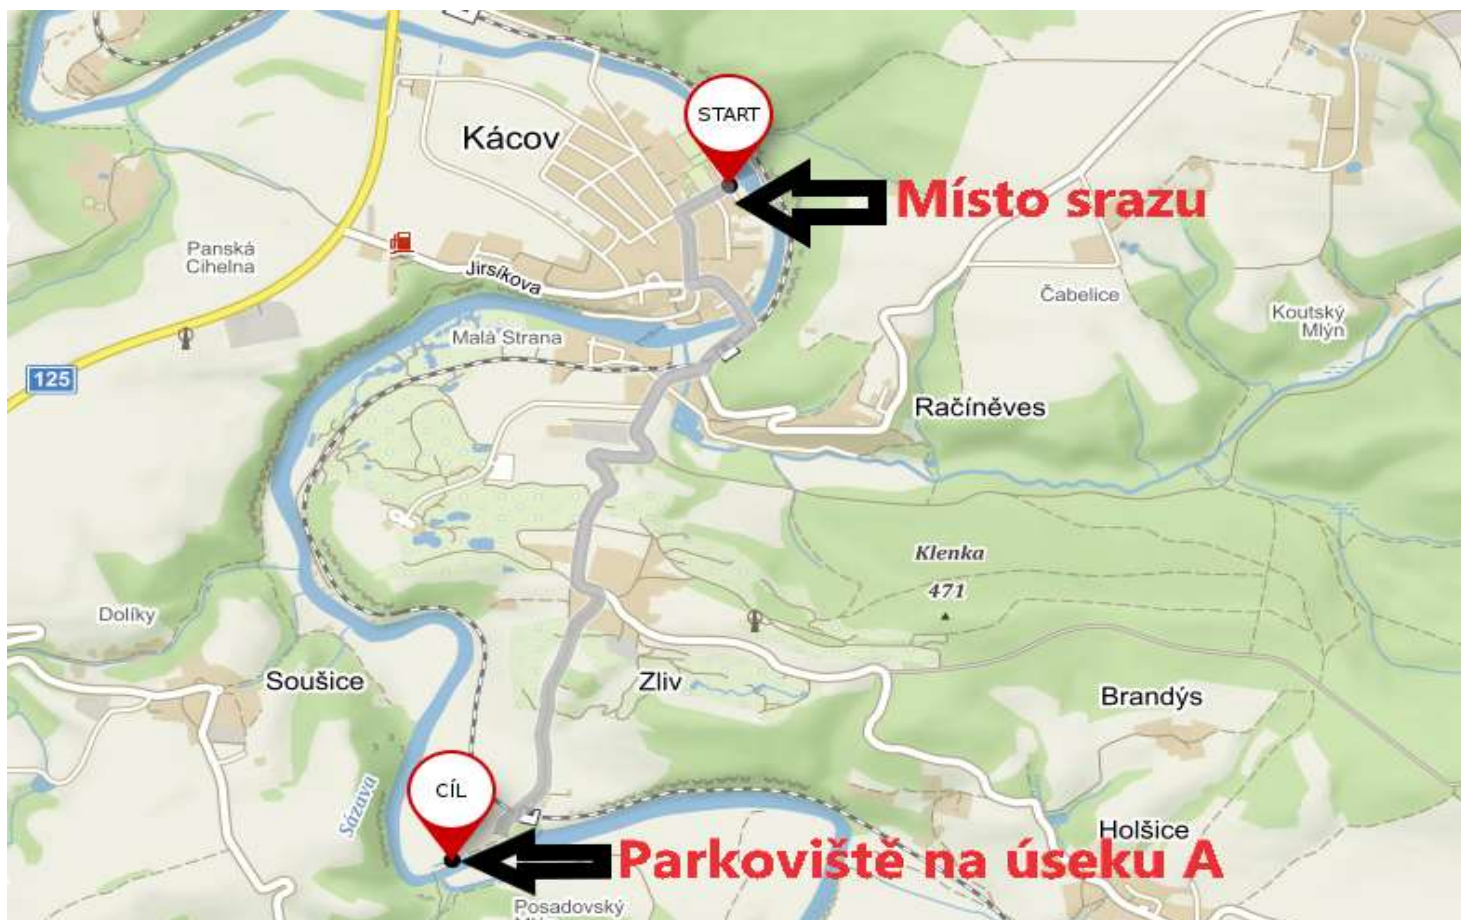 START
Kácov
Místo srazu
Panská
Cihelna
Jirsíkova
Čabelice
Koutský
Mlýn
Malá Strana
125
Račíněves
Klenka
471
Dolíky
Soušice
Zliv
Brandýs
CÍL
Sázava
Holšice
Parkoviště na úseku A
Posadovský